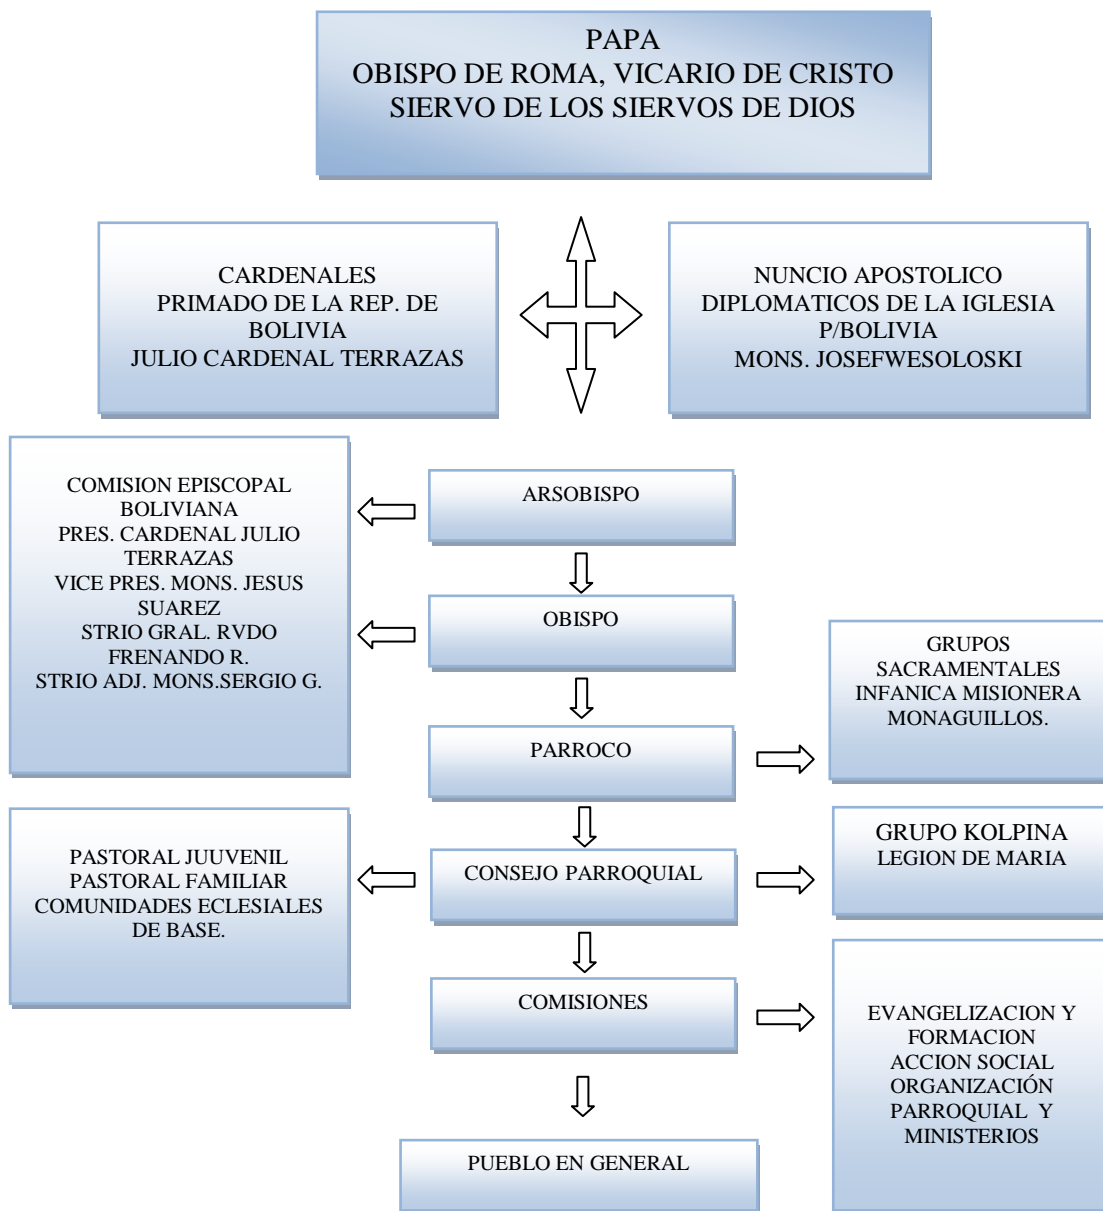 PAPA
OBISPO DE ROMA, VICARIO DE CRISTO
SIERVO DE LOS SIERVOS DE DIOS
CARDENALES
PRIMADO DE LA REP. DE
BOLIVIA
JULIO CARDENAL TERRAZAS
NUNCIO APOSTOLICO
DIPLOMATICOS DE LA IGLESIA
P/BOLIVIA
MONS. JOSEFWESOLOSKI
COMISION EPISCOPAL
BOLIVIANA
PRES. CARDENAL JULIO
TERRAZAS
VICE PRES. MONS. JESUS
SUAREZ
STRIO GRAL. RVDO
FRENANDO R.
STRIO ADJ. MONS.SERGIO G.
ARSOBISPO
OBISPO
GRUPOS
SACRAMENTALES
INFANICA MISIONERA
MONAGUILLOS.
PARROCO
PASTORAL JUUVENIL
PASTORAL FAMILIAR
COMUNIDADES ECLESIALES
DE BASE.
CONSEJO PARROQUIAL
GRUPO KOLPINA
LEGION DE MARIA
COMISIONES
EVANGELIZACION Y
FORMACION
ACCION SOCIAL
ORGANIZACIÓN
PARROQUIAL Y
MINISTERIOS
PUEBLO EN GENERAL